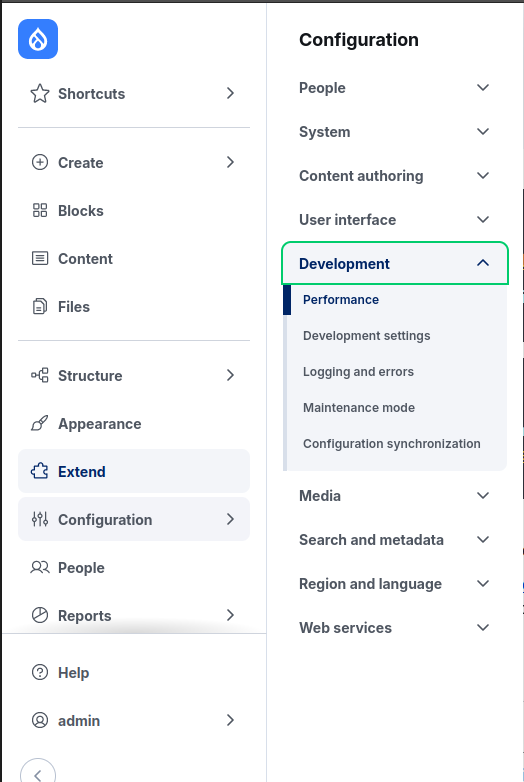 Shortcuts
Create
Blocks
Content
Files
Structure
Appearance
Extend
Configuration
People
Reports
Help
admin
Configuration
People
System
Content authoring
User interface
Development
Performance
Development settings
Logging and errors
Maintenance mode
Configuration synchronization
Media
Search and metadata
Region and language
Web services